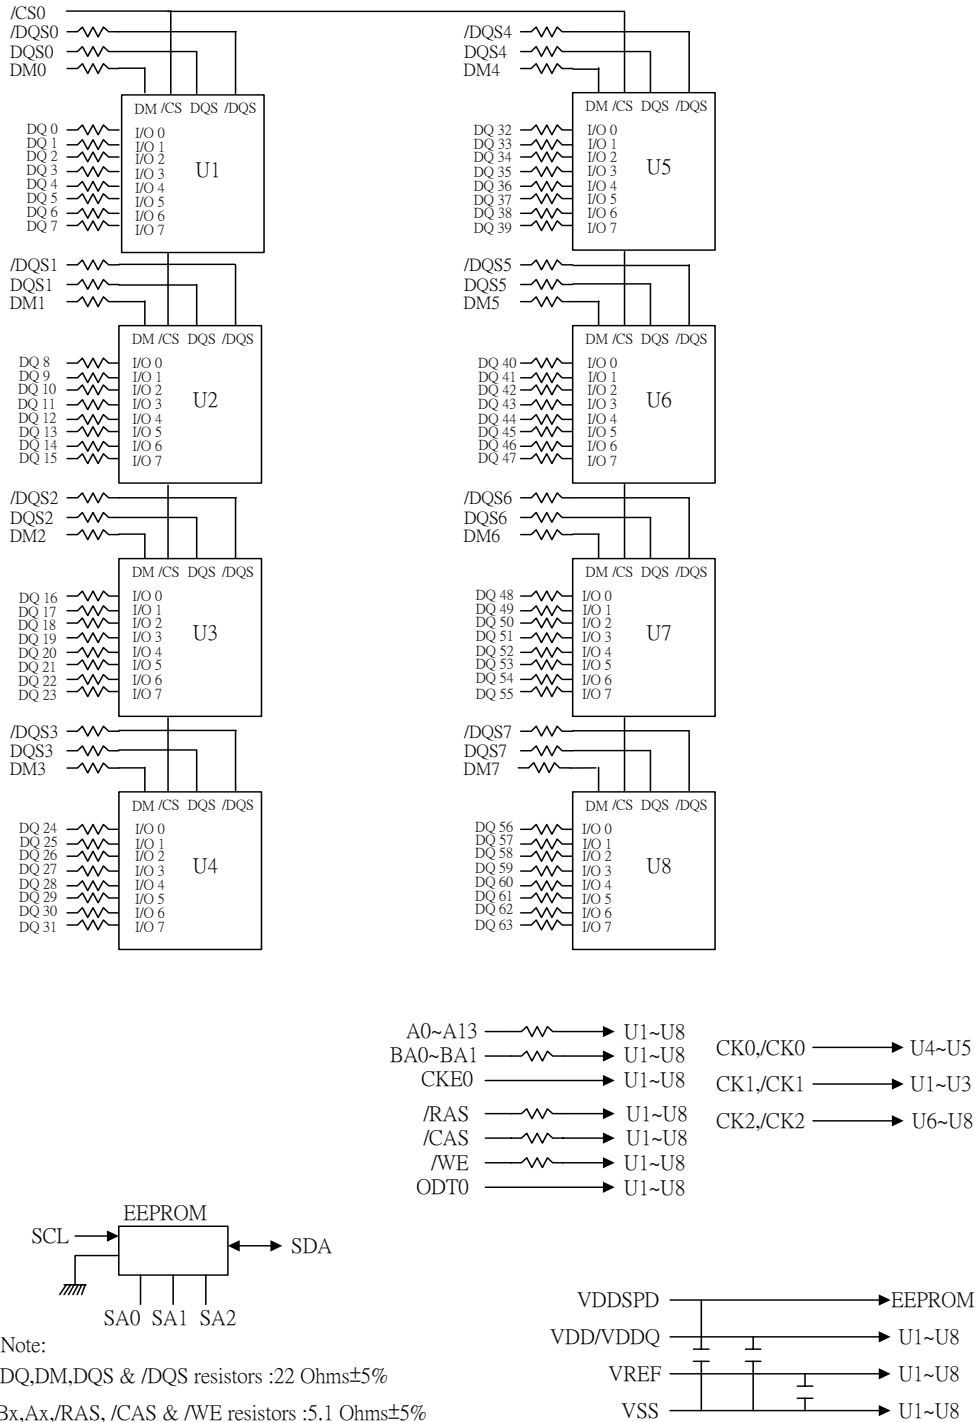 /CS0
/DQS0
DQS0
DM0
DM /CS DQS /DQS
DQ 0 I/O 0
DQ 1 I/O 1
DQ 2 I/O 2
DQ 3 I/O 3
DQ 4 I/O 4
DQ 5 I/O 5
DQ 6 I/O 6
DQ 7 I/O 7
U1
/DQS1
DQS1
DM1
DM /CS DQS /DQS
DQ 8 I/O 0
DQ 9 I/O 1
DQ 10 I/O 2
DQ 11 I/O 3
DQ 12 I/O 4
DQ 13 I/O 5
DQ 14 I/O 6
DQ 15 I/O 7
U2
/DQS2
DQS2
DM2
DM /CS DQS /DQS
DQ 16 I/O 0
DQ 17 I/O 1
DQ 18 I/O 2
DQ 19 I/O 3
DQ 20 I/O 4
DQ 21 I/O 5
DQ 22 I/O 6
DQ 23 I/O 7
U3
/DQS3
DQS3
DM3
DM /CS DQS /DQS
DQ 24 I/O 0
DQ 25 I/O 1
DQ 26 I/O 2
DQ 27 I/O 3
DQ 28 I/O 4
DQ 29 I/O 5
DQ 30 I/O 6
DQ 31 I/O 7
U4
/DQS4
DQS4
DM4
DM /CS DQS /DQS
DQ 32 I/O 0
DQ 33 I/O 1
DQ 34 I/O 2
DQ 35 I/O 3
DQ 36 I/O 4
DQ 37 I/O 5
DQ 38 I/O 6
DQ 39 I/O 7
U5
/DQS5
DQS5
DM5
DM /CS DQS /DQS
DQ 40 I/O 0
DQ 41 I/O 1
DQ 42 I/O 2
DQ 43 I/O 3
DQ 44 I/O 4
DQ 45 I/O 5
DQ 46 I/O 6
DQ 47 I/O 7
U6
/DQS6
DQS6
DM6
DM /CS DQS /DQS
DQ 48 I/O 0
DQ 49 I/O 1
DQ 50 I/O 2
DQ 51 I/O 3
DQ 52 I/O 4
DQ 53 I/O 5
DQ 54 I/O 6
DQ 55 I/O 7
U7
/DQS7
DQS7
DM7
DM /CS DQS /DQS
DQ 56 I/O 0
DQ 57 I/O 1
DQ 58 I/O 2
DQ 59 I/O 3
DQ 60 I/O 4
DQ 61 I/O 5
DQ 62 I/O 6
DQ 63 I/O 7
U8
A0~A13 U1~U8
BA0~BA1 U1~U8
CKE0 U1~U8
/RAS U1~U8
/CAS U1~U8
/WE U1~U8
ODT0 U1~U8
CK0,/CK0 U4~U5
CK1,/CK1 U1~U3
CK2,/CK2 U6~U8
EEPROM
SCL SDA
SA0 SA1 SA2
VDDSPD EEPROM
VDD/VDDQ U1~U8
VREF U1~U8
VSS U1~U8
Note:
DQ,DM,DQS & /DQS resistors :22 Ohms±5%
Bx,Ax,/RAS, /CAS & /WE resistors :5.1 Ohms±5%